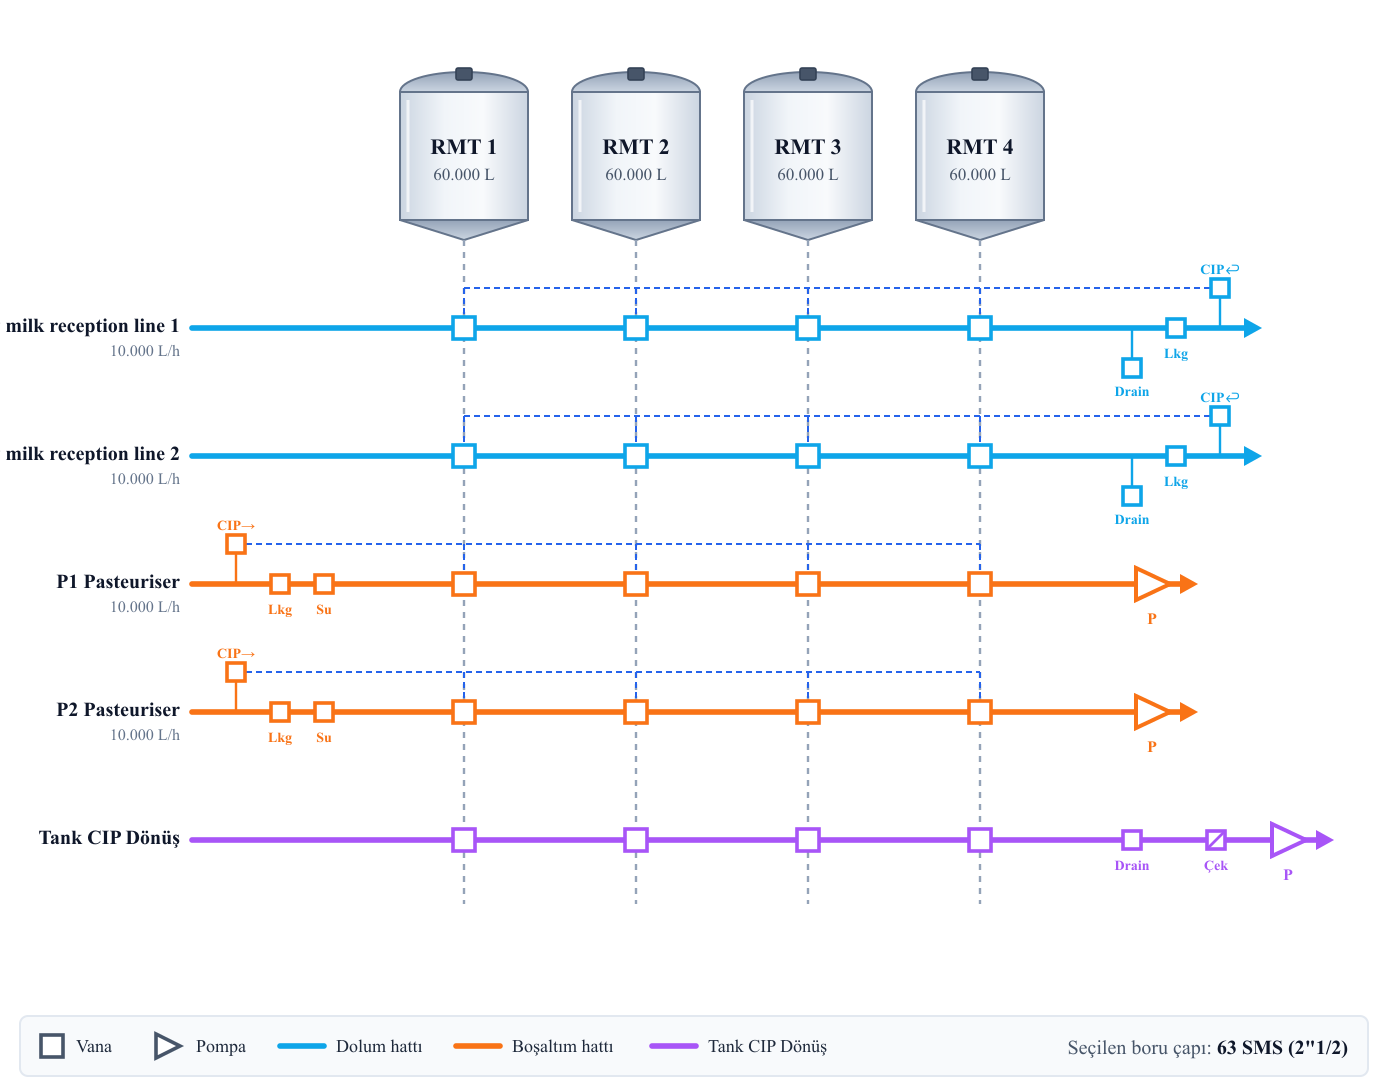 RMT 1
60.000 L
RMT 2
60.000 L
RMT 3
60.000 L
RMT 4
60.000 L
CIP↩
milk reception line 1
10.000 L/h
Lkg
Drain
CIP↩
milk reception line 2
10.000 L/h
Lkg
Drain
CIP→
P1 Pasteuriser
10.000 L/h
Lkg
Su
P
CIP→
P2 Pasteuriser
10.000 L/h
Lkg
Su
P
Tank CIP Dönüş
Drain
Çek
P
Vana
Pompa
Dolum hattı
Boşaltım hattı
Tank CIP Dönüş
Seçilen boru çapı: 63 SMS (2"1/2)